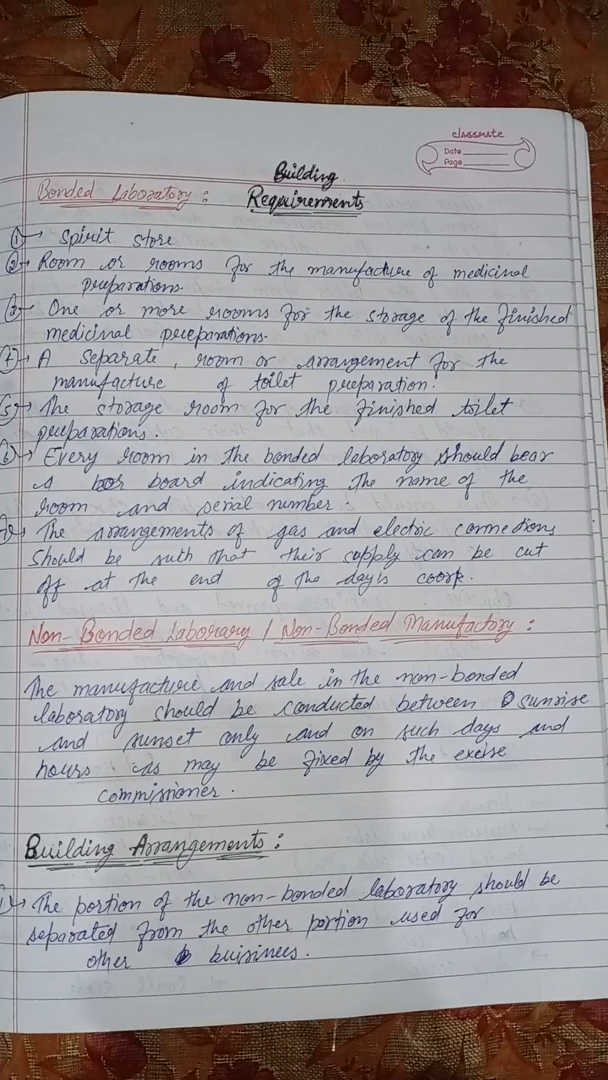 classmate
Date
Page
Building
Bonded Laboratory : Requirements
①→ Spirit store
②→ Room or rooms for the manufacture of medicinal
preparations
③→ One or more rooms for the storage of the finished
medicinal preparations.
④→ A separate, room or arrangement for the
manufacture of toilet preparation.
⑤→ The storage room for the finished toilet
preparations.
⑥→ Every room in the bonded laboratory should bear
a board indicating the name of the
room and serial number.
⑦→ The arrangements of gas and electric connections
should be suth that their supply can be cut
off at the end of the day's coork.
Non-Bonded Laborary / Non-Bonded Manufactory :
The manufacture and sale in the non-bonded
laboratory should be conducted between sunrise
and sunset only and on such days and
hours as may be fixed by the excise
commissioner.
Building Arrangements :
1→ The portion of the non-bonded laboratory should be
separated from the other portion used for
other buisinees.